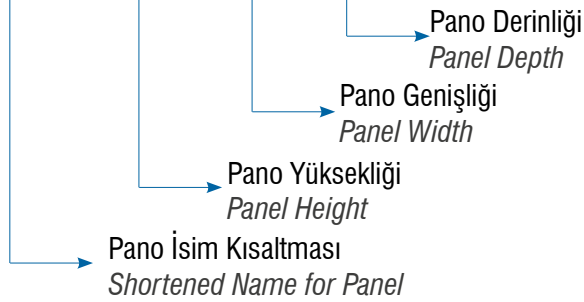 Pano Derinliği
Panel Depth
Pano Genişliği
Panel Width
Pano Yüksekliği
Panel Height
Pano İsim Kısaltması
Shortened Name for Panel